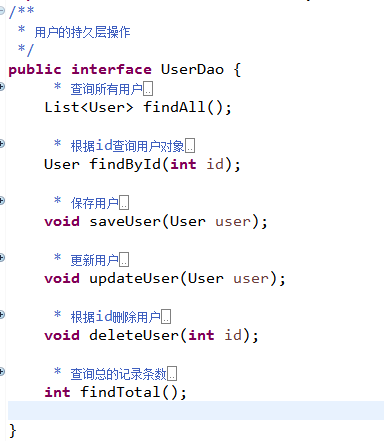 /**
 * 用户的持久层操作
 */
public interface UserDao {
     * 查询所有用户..
    List<User> findAll();
     * 根据id查询用户对象..
    User findById(int id);
     * 保存用户..
    void saveUser(User user);
     * 更新用户..
    void updateUser(User user);
     * 根据id删除用户..
    void deleteUser(int id);
     * 查询总的记录条数..
    int findTotal();
}